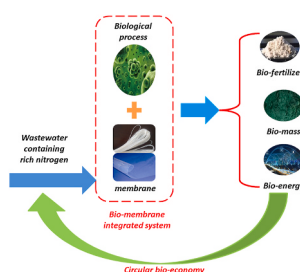 Biological
process
Wastewater
containing
rich nitrogen
membrane
Bio-membrane
integrated system
Bio-fertilize
Bio-mass
Bio-energ
Circular bio-economy